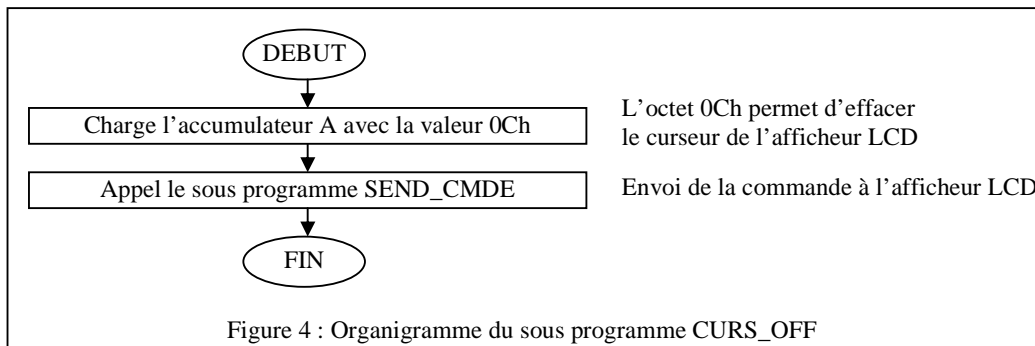 DEBUT
Charge l'accumulateur A avec la valeur 0Ch
L'octet 0Ch permet d'effacer
le curseur de l'afficheur LCD
Appel le sous programme SEND_CMDE
Envoi de la commande à l'afficheur LCD
FIN
Figure 4 : Organigramme du sous programme CURS_OFF